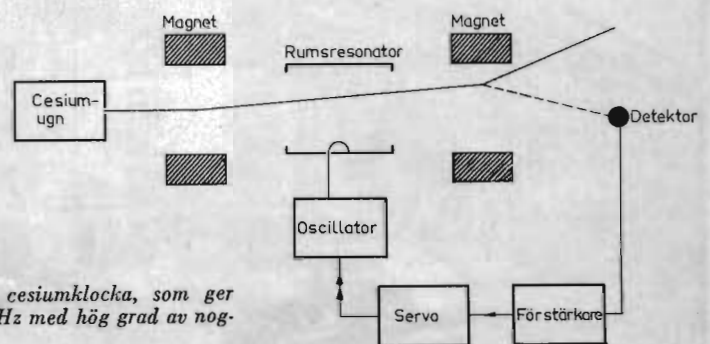 Magnet
Magnet
Rumsresonator
Cesium-
ugn
Detektor
Oscillator
Servo
Förstärkare
cesiumklocka, som ger
Hz med hög grad av nog-